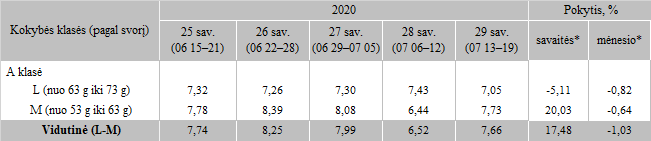 Kokybės klasės (pagal svorį) 2020 Pokytis, %
25 sav. (06 15–21) 26 sav. (06 22–28) 27 sav. (06 29–07 05) 28 sav. (07 06–12) 29 sav. (07 13–19) savaitės* mėnesio*
A klasė
L (nuo 63 g iki 73 g) 7,32 7,26 7,30 7,43 7,05 -5,11 -0,82
M (nuo 53 g iki 63 g) 7,78 8,39 8,08 6,44 7,73 20,03 -0,64
Vidutinė (L-M) 7,74 8,25 7,99 6,52 7,66 17,48 -1,03